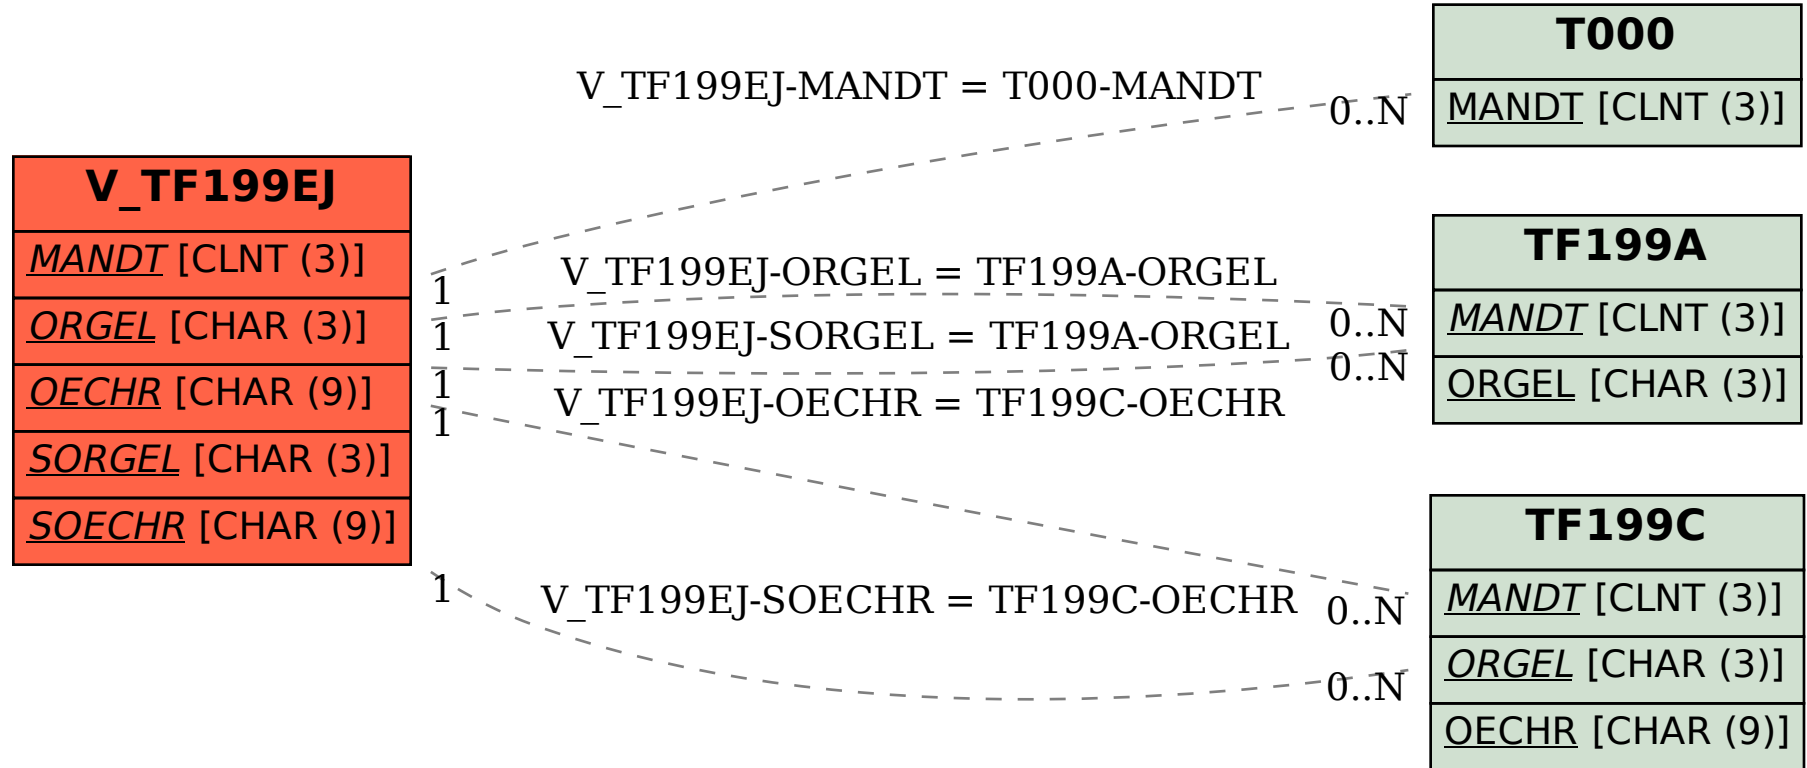 V_TF199EJ
MANDT [CLNT (3)]
ORGEL [CHAR (3)]
OECHR [CHAR (9)]
SORGEL [CHAR (3)]
SOECHR [CHAR (9)]
V_TF199EJ-MANDT = T000-MANDT
1
0..N
V_TF199EJ-ORGEL = TF199A-ORGEL
1
0..N
V_TF199EJ-SORGEL = TF199A-ORGEL
1
0..N
V_TF199EJ-OECHR = TF199C-OECHR
1
0..N
V_TF199EJ-SOECHR = TF199C-OECHR
1
0..N
T000
MANDT [CLNT (3)]
TF199A
MANDT [CLNT (3)]
ORGEL [CHAR (3)]
TF199C
MANDT [CLNT (3)]
ORGEL [CHAR (3)]
OECHR [CHAR (9)]